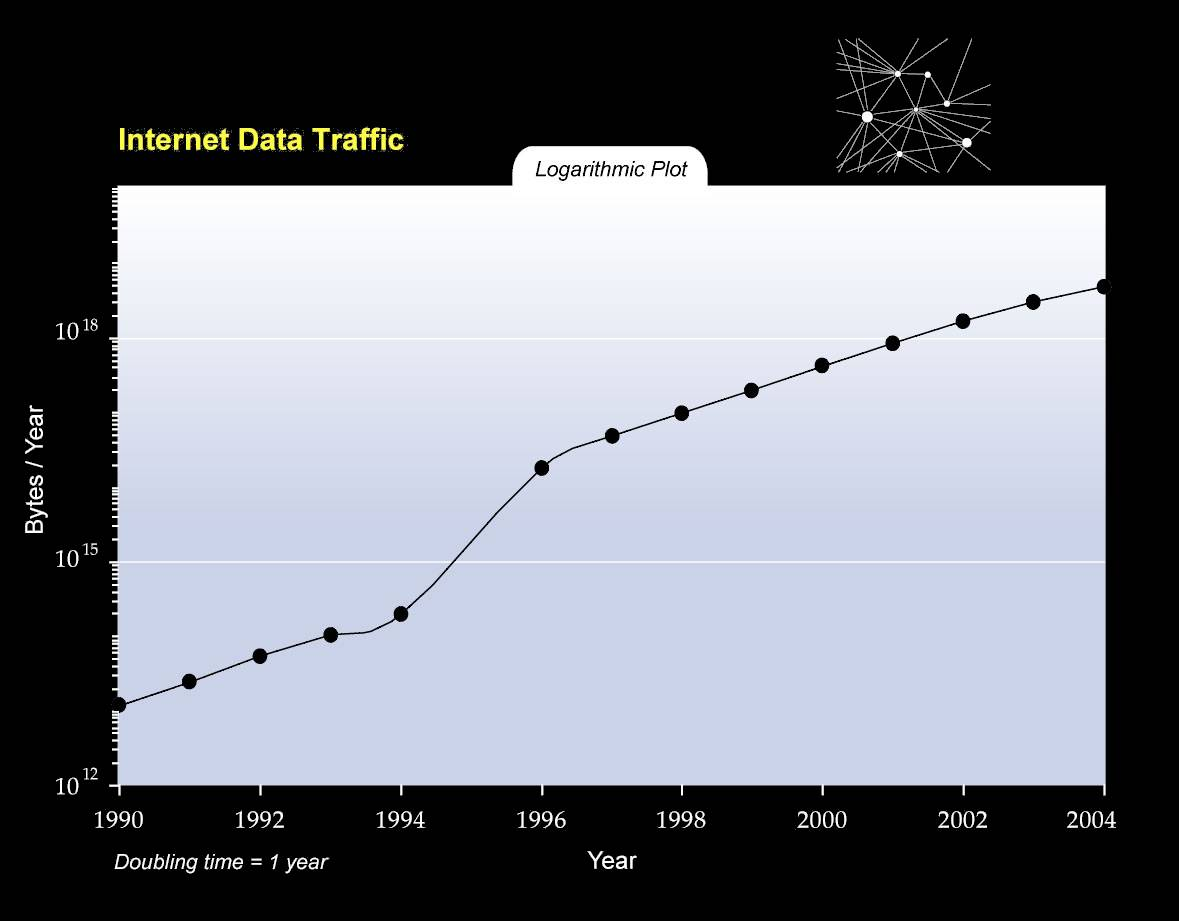 Internet Data Traffic
Logarithmic Plot
10^18
10^15
10^12
Bytes / Year
1990 1992 1994 1996 1998 2000 2002 2004
Year
Doubling time = 1 year